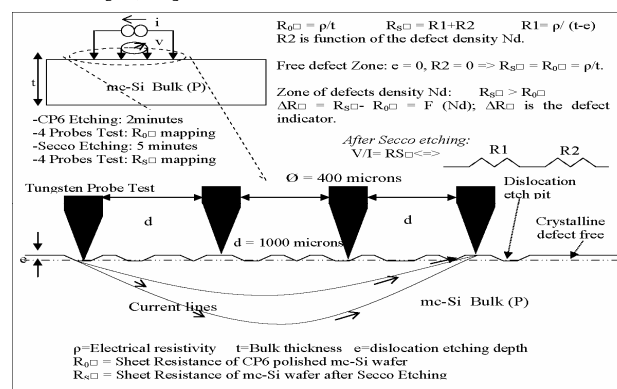 i
V
t
mc-Si Bulk (P)
-CP6 Etching: 2minutes
-4 Probes Test: R0□ mapping
-Secco Etching: 5 minutes
-4 Probes Test: RS□ mapping
R0□ = ρ/t RS□ = R1+R2 R1= ρ/ (t-e)
R2 is function of the defect density Nd.
Free defect Zone: e = 0, R2 = 0 => RS□ = R0□ = ρ/t.
Zone of defects density Nd: RS□ > R0□
ΔR□ = RS□- R0□ = F (Nd); ΔR□ is the defect
indicator.
After Secco etching:
V/I= RS□<=>
R1 R2
Tungsten Probe Test
Ø = 400 microns
Dislocation
etch pit
d d
Crystalline
defect free
d = 1000 microns
e
Current lines
mc-Si Bulk (P)
ρ=Electrical resistivity t=Bulk thickness e=dislocation etching depth
R0□ = Sheet Resistance of CP6 polished mc-Si wafer
RS□ = Sheet Resistance of mc-Si wafer after Secco Etching